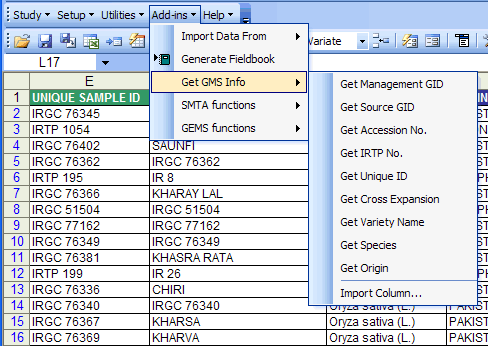 Study Setup Utilities Add-ins Help
Import Data From
Generate Fieldbook
Get GMS Info
SMTA functions
GEMS functions
Variate
L17
Get Management GID
Get Source GID
Get Accession No.
Get IRTP No.
Get Unique ID
Get Cross Expansion
Get Variety Name
Get Species
Get Origin
Import Column...
E
1 UNIQUE SAMPLE ID
2 IRGC 76345
3 IRTP 1054
4 IRGC 76402 SAUNFI
5 IRGC 76362 IRGC 76362
6 IRTP 195 IR 8
7 IRGC 76366 KHARAY LAL
8 IRGC 51504 IRGC 51504
9 IRGC 77162 IRGC 77162
10 IRGC 76349 IRGC 76349
11 IRGC 76381 KHASRA RATA
12 IRTP 199 IR 26
13 IRGC 76336 CHIRI
14 IRGC 76340 IRGC 76340 Oryza sativa (L.)
15 IRGC 76367 KHARSA Oryza sativa (L.)
16 IRGC 76369 KHARVA Oryza sativa (L.)